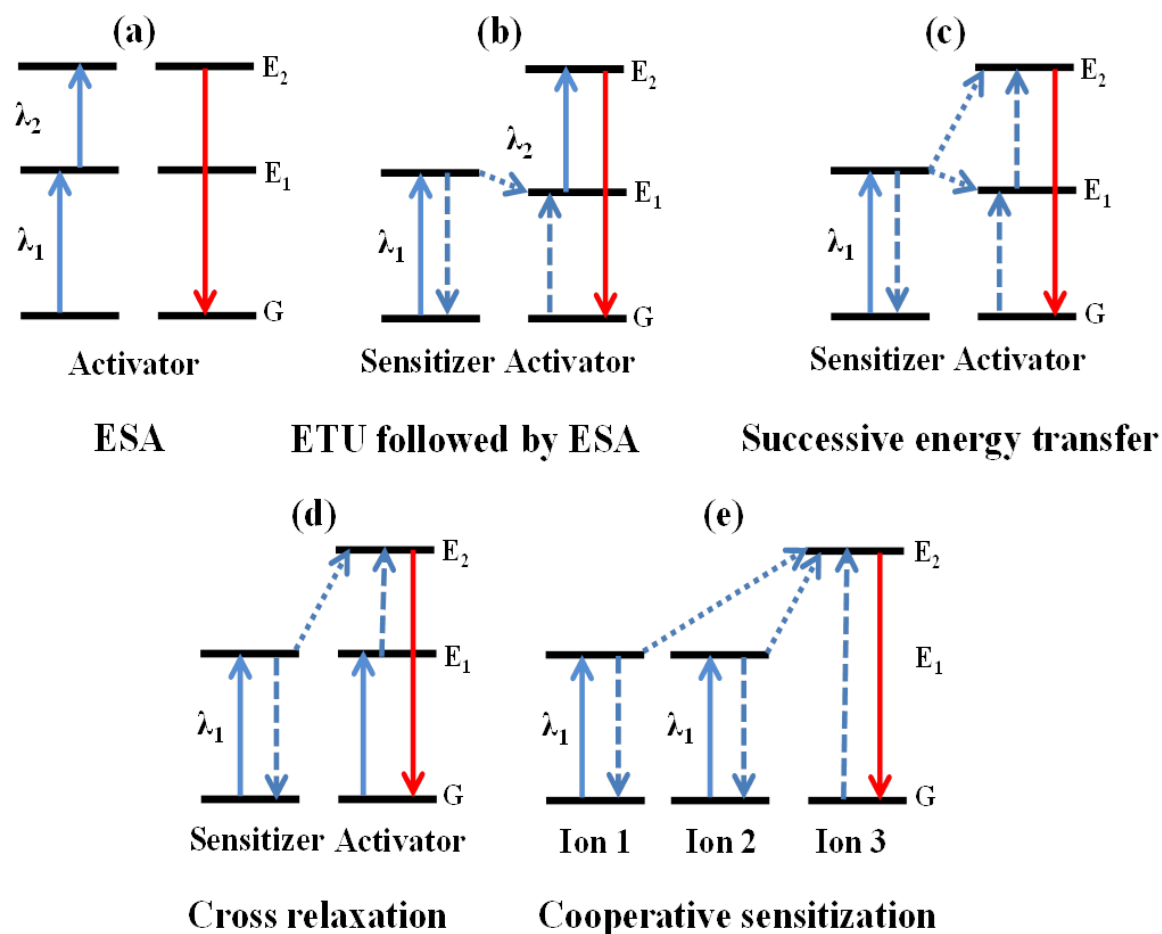 (a)
(b)
(c)
E₂
E₂
E₂
λ₂
λ₂
E₁
E₁
E₁
λ₁
λ₁
λ₁
G
G
G
Activator
Sensitizer Activator
Sensitizer Activator
ESA
ETU followed by ESA
Successive energy transfer
(d)
(e)
E₂
E₂
E₁
E₁
λ₁
λ₁
λ₁
G
G
Sensitizer Activator
Ion 1 Ion 2 Ion 3
Cross relaxation
Cooperative sensitization